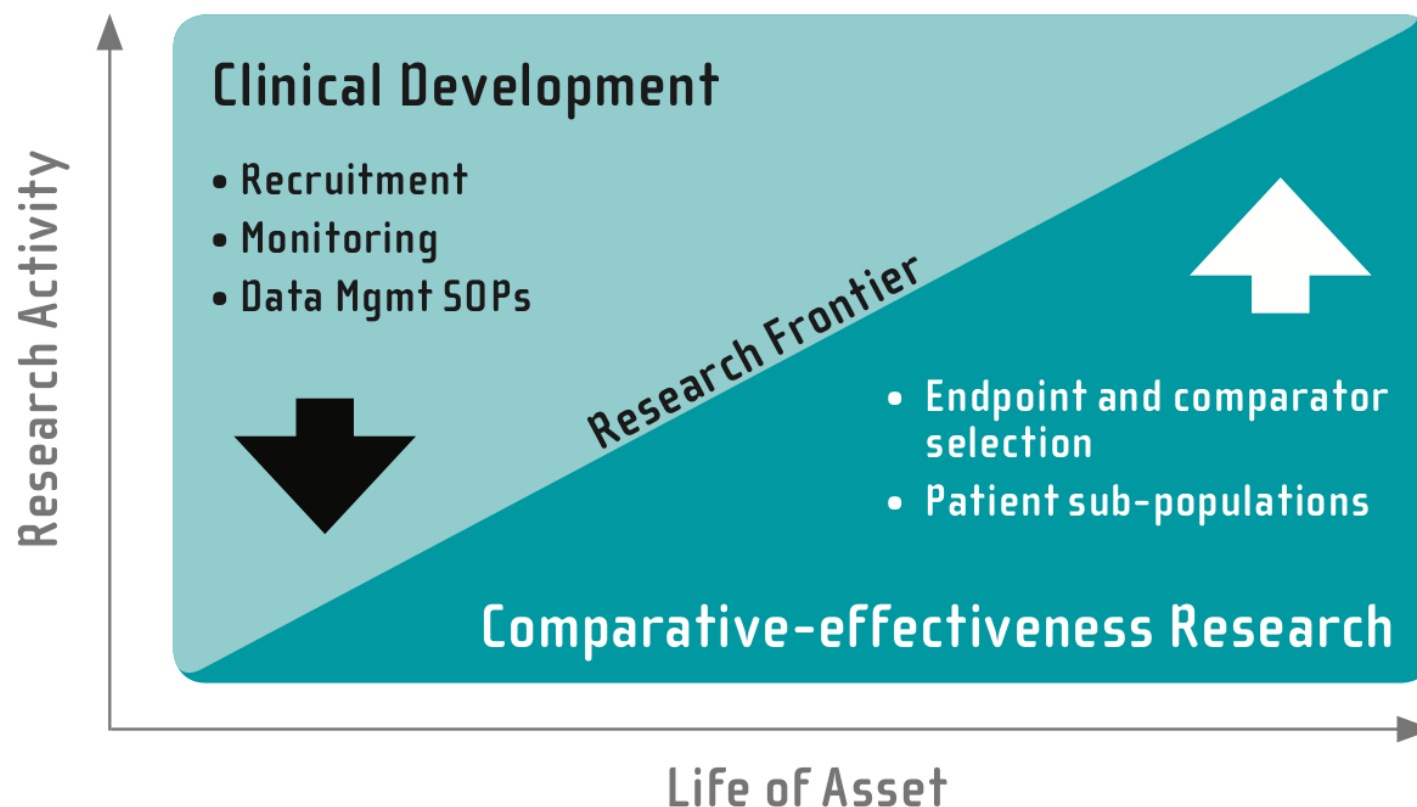 Clinical Development
• Recruitment
• Monitoring
• Data Mgmt SOPs
Research Activity
Research Frontier
• Endpoint and comparator
selection
• Patient sub-populations
Comparative-effectiveness Research
Life of Asset